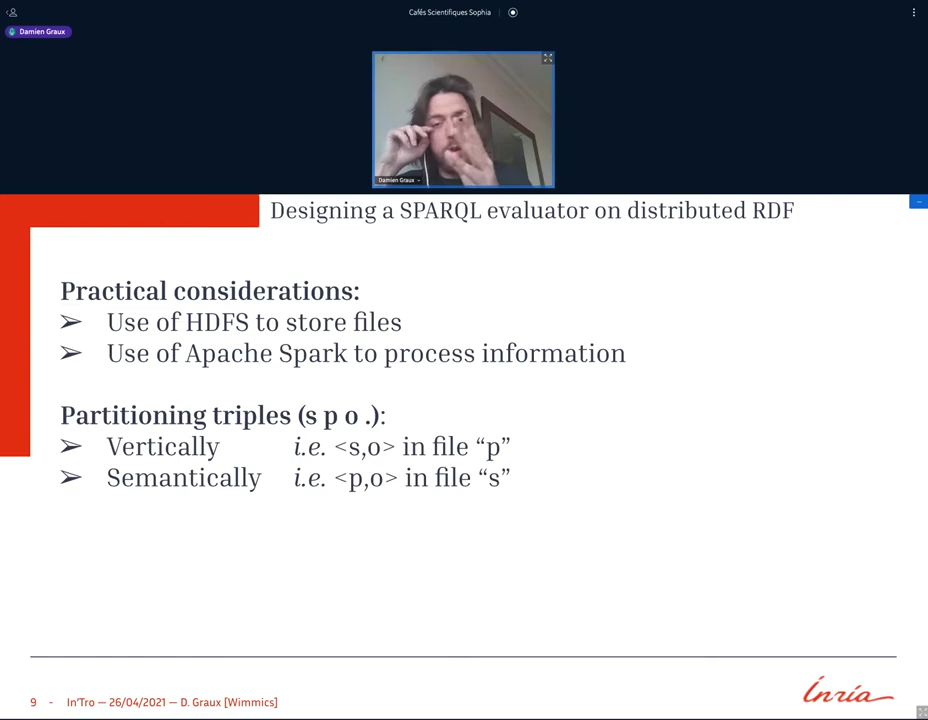 Cafés Scientifiques Sophia
Damien Graux
Damien Graux
Designing a SPARQL evaluator on distributed RDF
Practical considerations:
➢ Use of HDFS to store files
➢ Use of Apache Spark to process information
Partitioning triples (s p o .):
➢ Vertically i.e. <s,o> in file “p”
➢ Semantically i.e. <p,o> in file “s”
9 - In'Tro — 26/04/2021 — D. Graux [Wimmics]
Inría